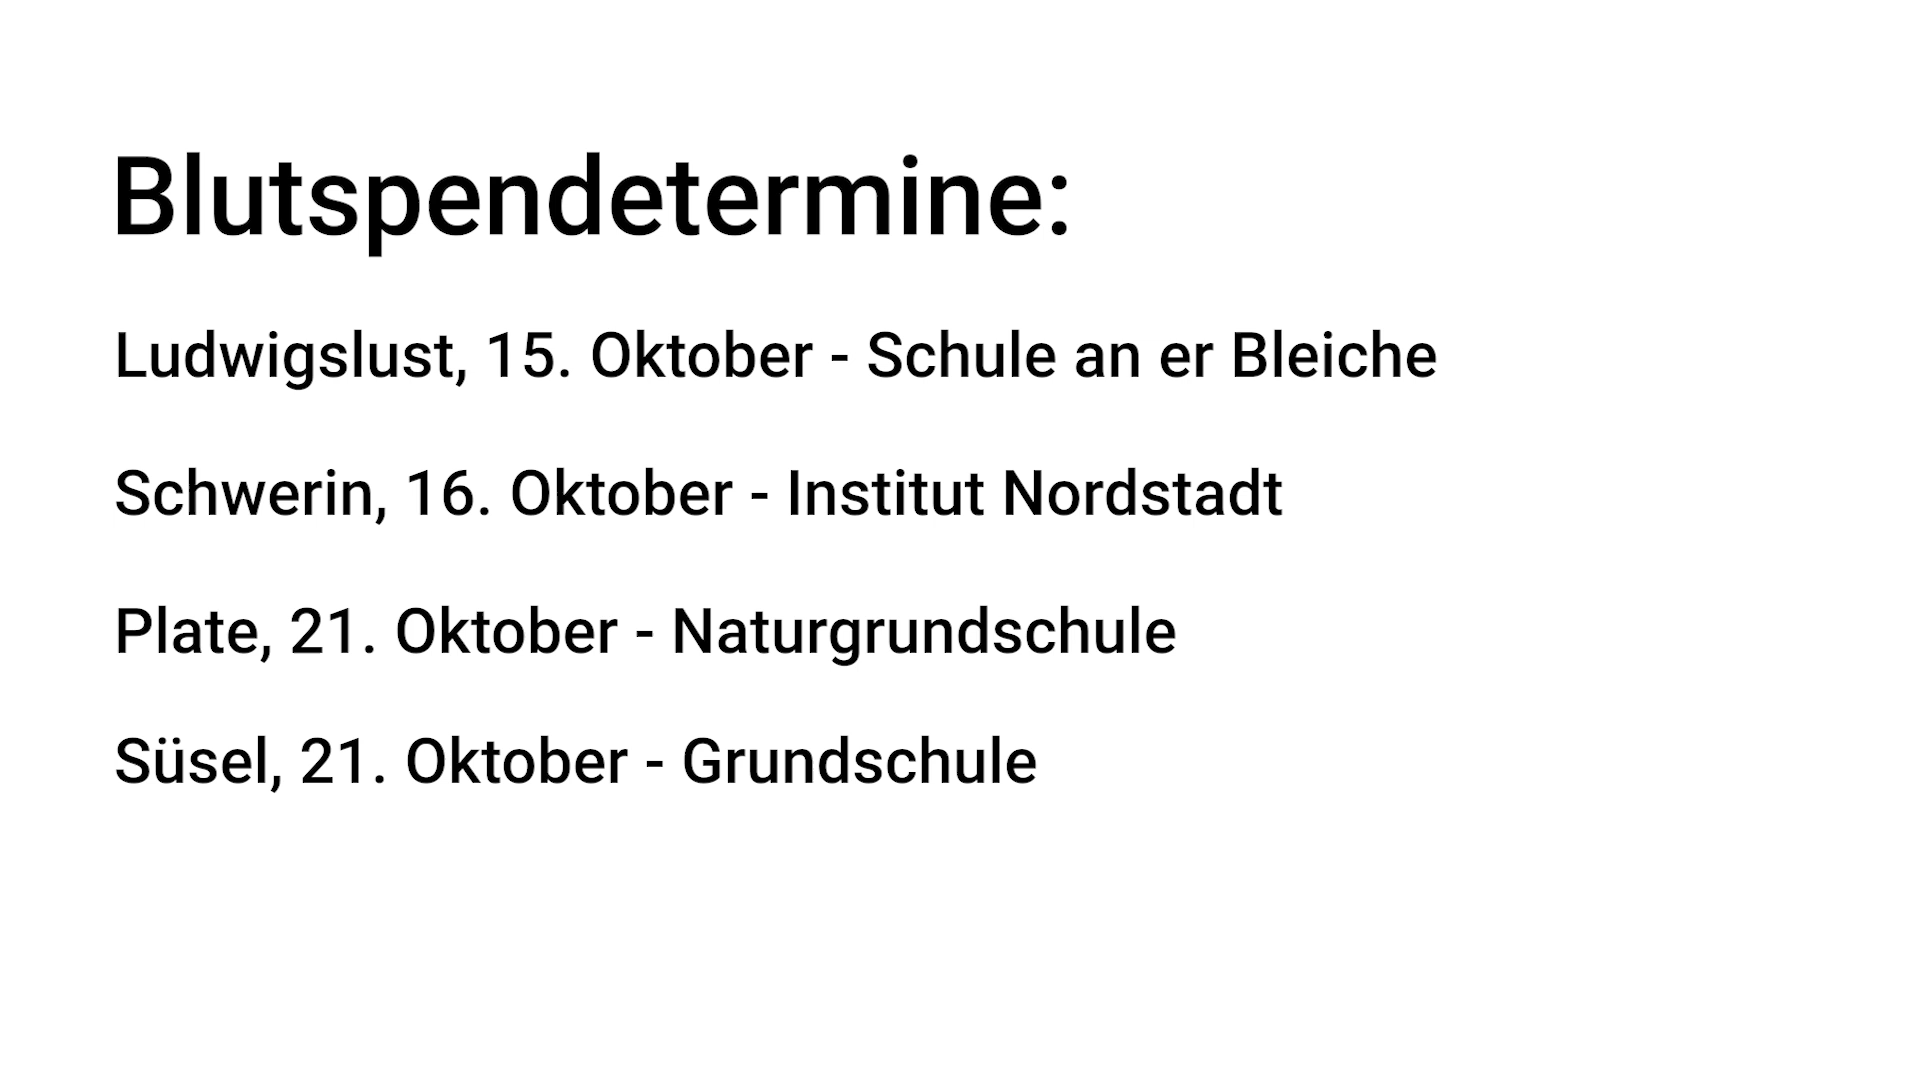 Blutspendetermine:
Ludwigslust, 15. Oktober - Schule an er Bleiche
Schwerin, 16. Oktober - Institut Nordstadt
Plate, 21. Oktober - Naturgrundschule
Süsel, 21. Oktober - Grundschule